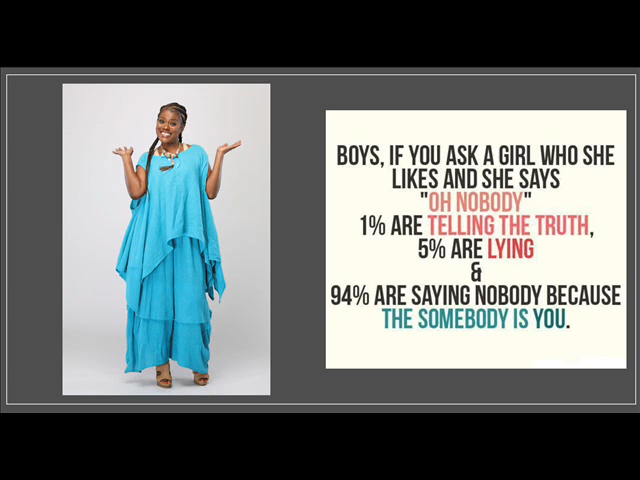 BOYS, IF YOU ASK A GIRL WHO SHE
LIKES AND SHE SAYS
"OH NOBODY"
1% ARE TELLING THE TRUTH,
5% ARE LYING
&
94% ARE SAYING NOBODY BECAUSE
THE SOMEBODY IS YOU.